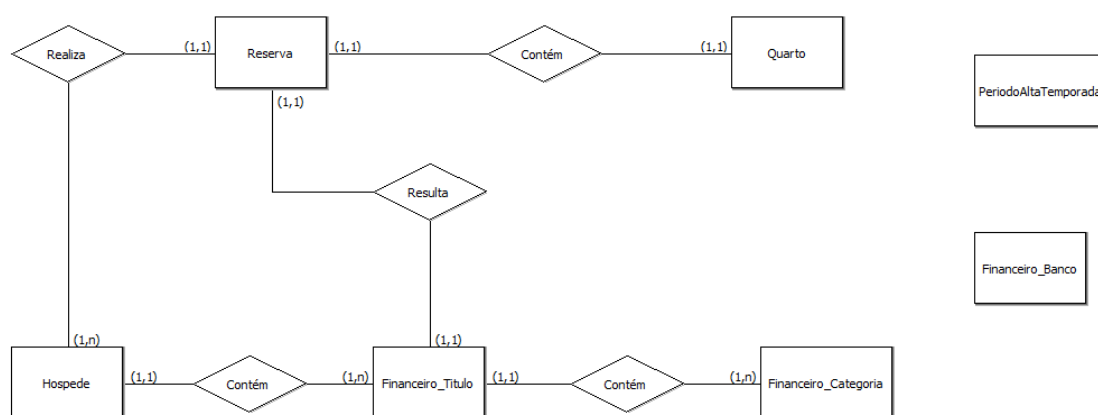 Realiza
(1,1)
Reserva
(1,1)
Contém
(1,1)
Quarto
PeriodoAltaTemporada
(1,1)
Resulta
Financeiro_Banco
(1,n)
(1,1)
Hospede
(1,1)
Contém
(1,n)
Financeiro_Titulo
(1,1)
Contém
(1,n)
Financeiro_Categoria